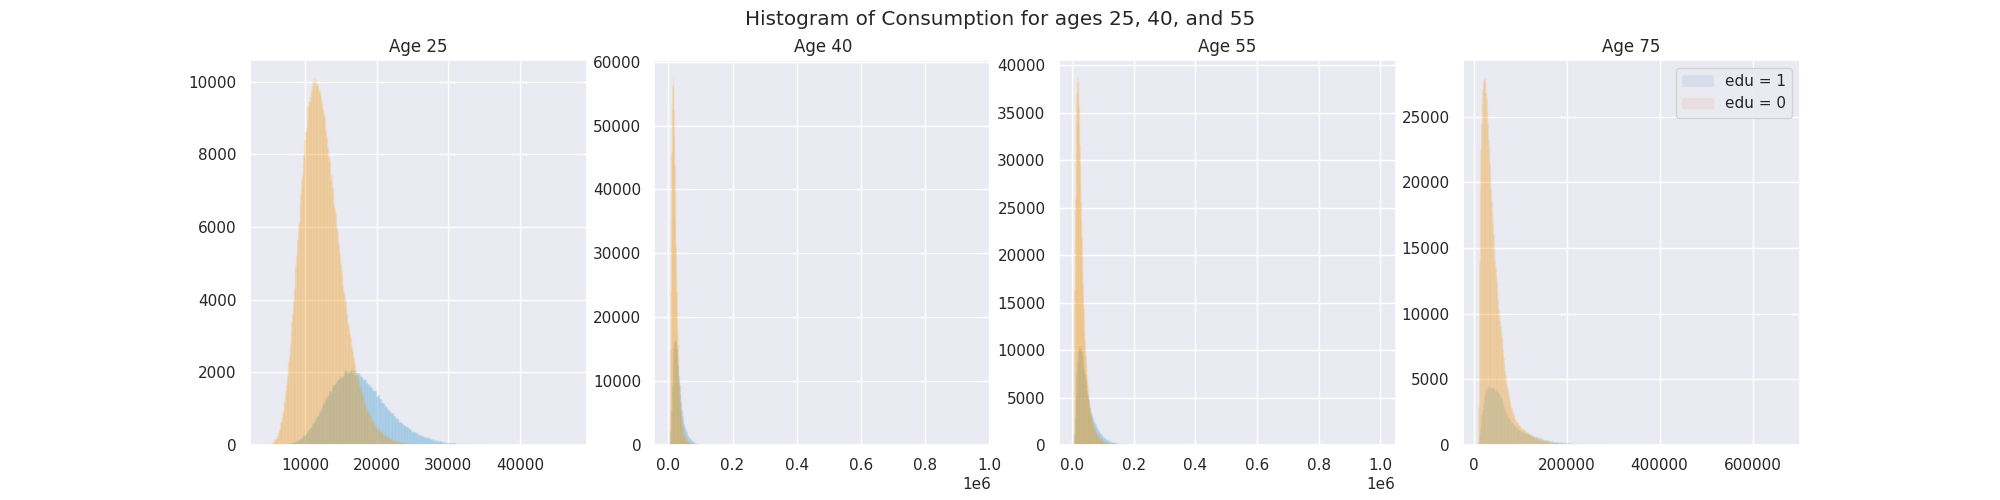 Histogram of Consumption for ages 25, 40, and 55
Age 25
10000
8000
6000
4000
2000
0
10000 20000 30000 40000
Age 40
60000
50000
40000
30000
20000
10000
0
0.0 0.2 0.4 0.6 0.8 1.0
1e6
Age 55
40000
35000
30000
25000
20000
15000
10000
5000
0
0.0 0.2 0.4 0.6 0.8 1.0
1e6
Age 75
edu = 1
edu = 0
25000
20000
15000
10000
5000
0
0 200000 400000 600000